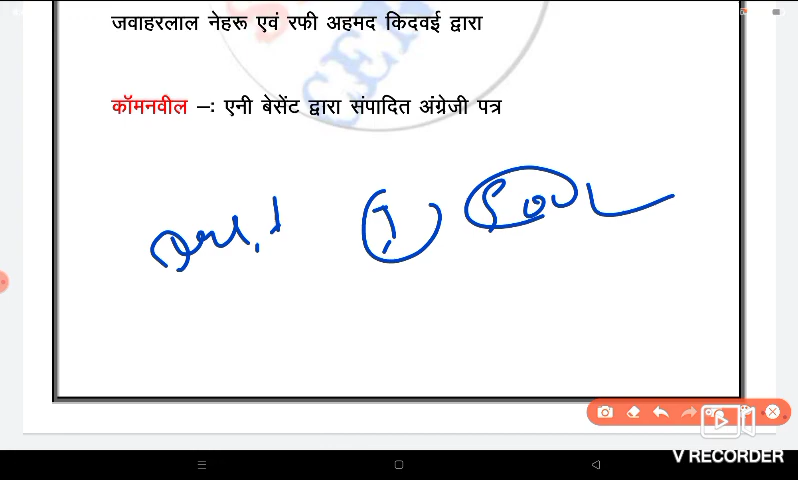 जवाहरलाल नेहरू एवं रफी अहमद किदवई द्वारा
कॉमनवील –: एनी बेसेंट द्वारा संपादित अंग्रेजी पत्र
V RECORDER